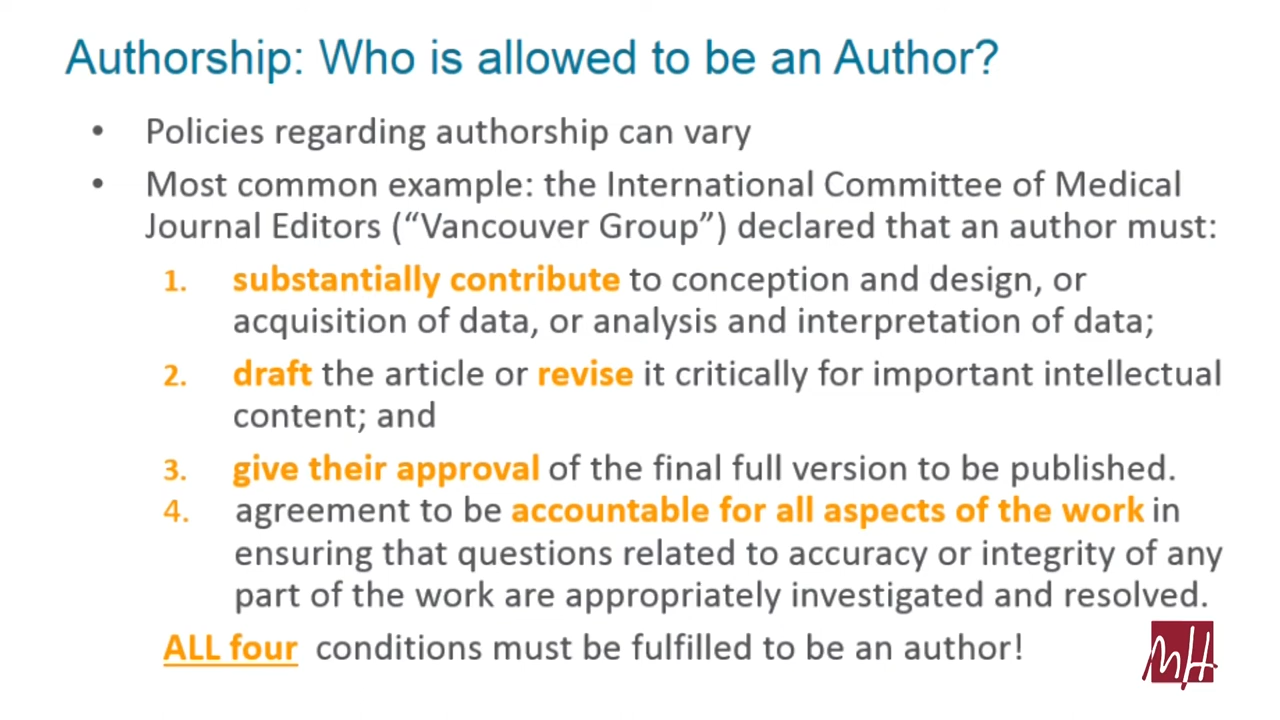 Authorship: Who is allowed to be an Author?
• Policies regarding authorship can vary
• Most common example: the International Committee of Medical
Journal Editors (“Vancouver Group”) declared that an author must:
1. substantially contribute to conception and design, or
acquisition of data, or analysis and interpretation of data;
2. draft the article or revise it critically for important intellectual
content; and
3. give their approval of the final full version to be published.
4. agreement to be accountable for all aspects of the work in
ensuring that questions related to accuracy or integrity of any
part of the work are appropriately investigated and resolved.
ALL four conditions must be fulfilled to be an author!
MH